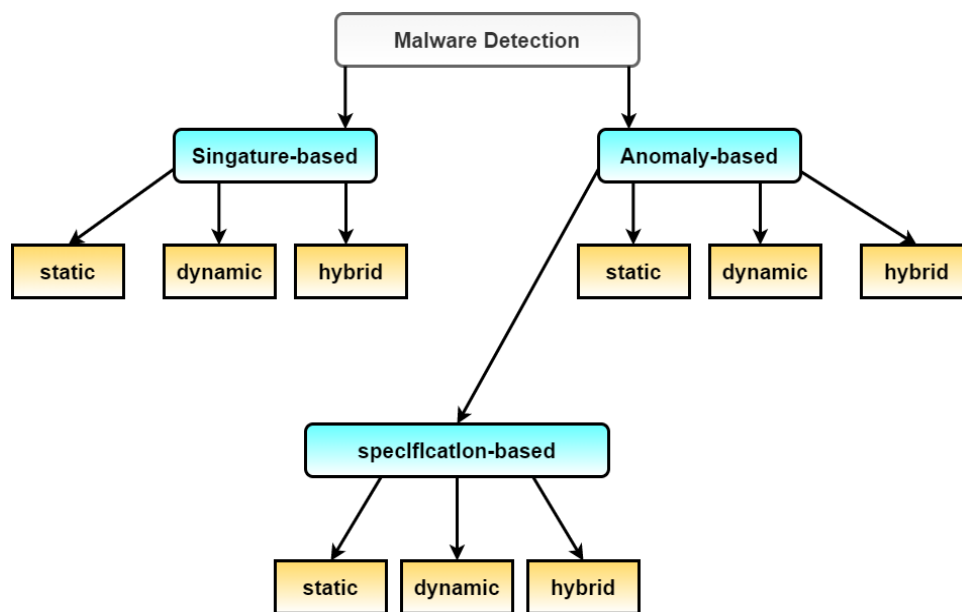 Malware Detection
Singature-based
Anomaly-based
static
dynamic
hybrid
static
dynamic
hybrid
specIfIcatIon-based
static
dynamic
hybrid